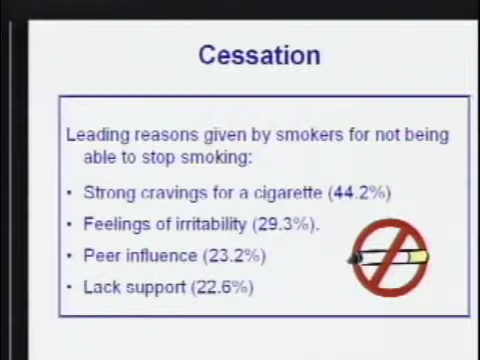 Cessation
Leading reasons given by smokers for not being
able to stop smoking:
• Strong cravings for a cigarette (44.2%)
• Feelings of irritability (29.3%).
• Peer influence (23.2%)
• Lack support (22.6%)